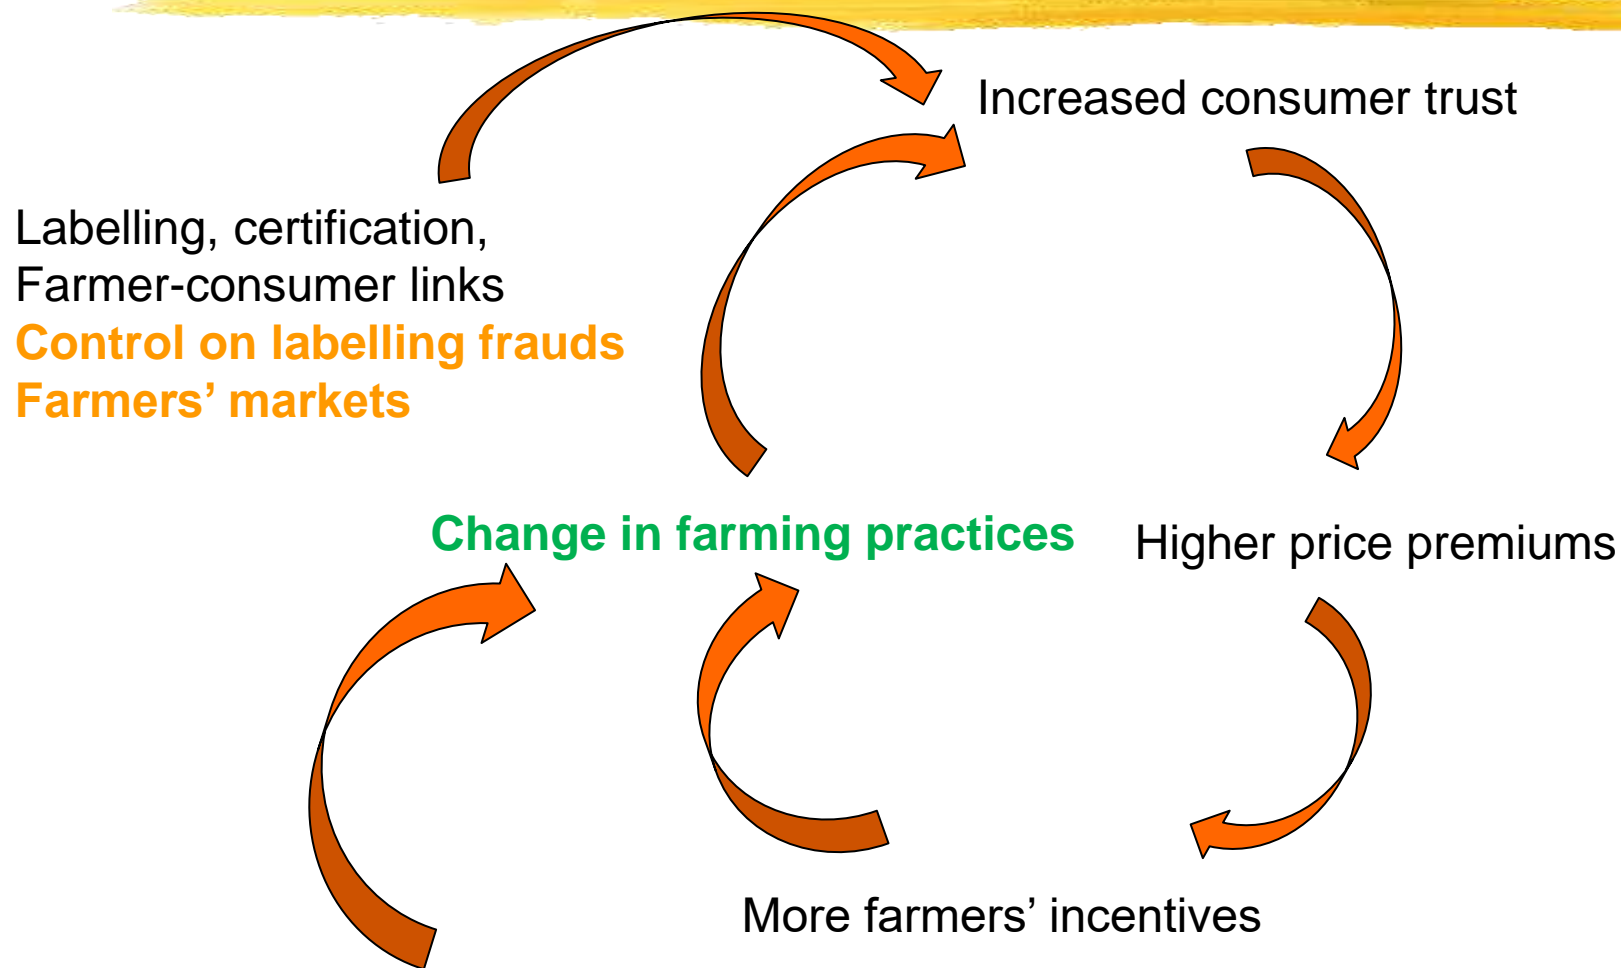 Increased consumer trust
Labelling, certification,
Farmer-consumer links
Control on labelling frauds
Farmers’ markets
Change in farming practices
Higher price premiums
More farmers’ incentives